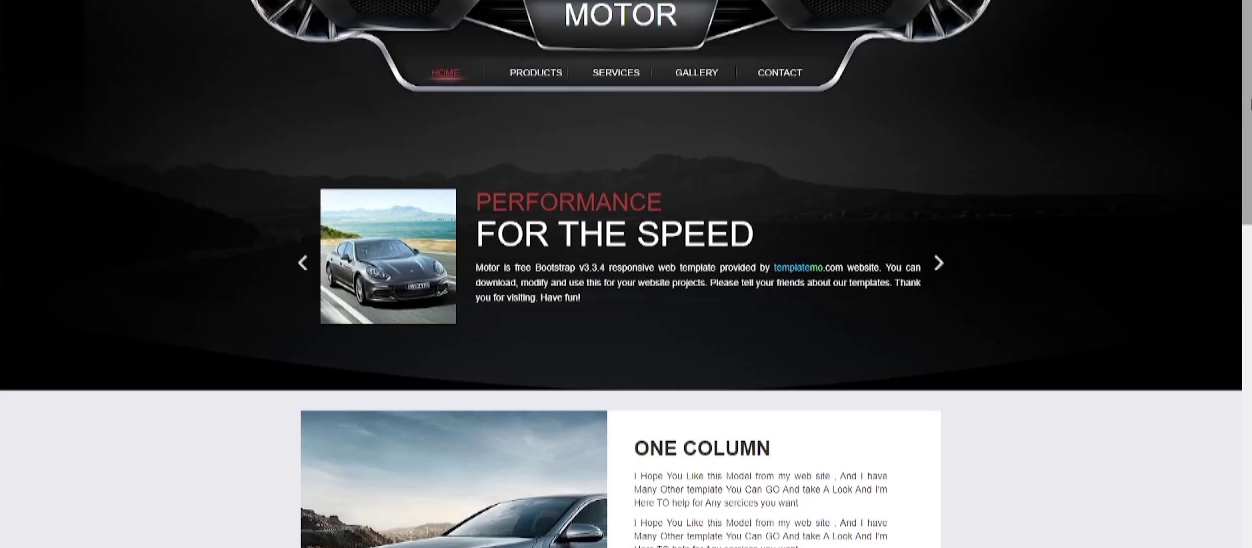 MOTOR
HOME PRODUCTS SERVICES GALLERY CONTACT
PERFORMANCE
FOR THE SPEED
Motor is free Bootstrap v3.3.4 responsive web template provided by templatemo.com website. You can
download, modify and use this for your website projects. Please tell your friends about our templates. Thank
you for visiting. Have fun!
ONE COLUMN
I Hope You Like this Model from my web site , And I have
Many Other template You Can GO And take A Look And I'm
Here TO help for Any sercices you want
I Hope You Like this Model from my web site , And I have
Many Other template You Can GO And take A Look And I'm